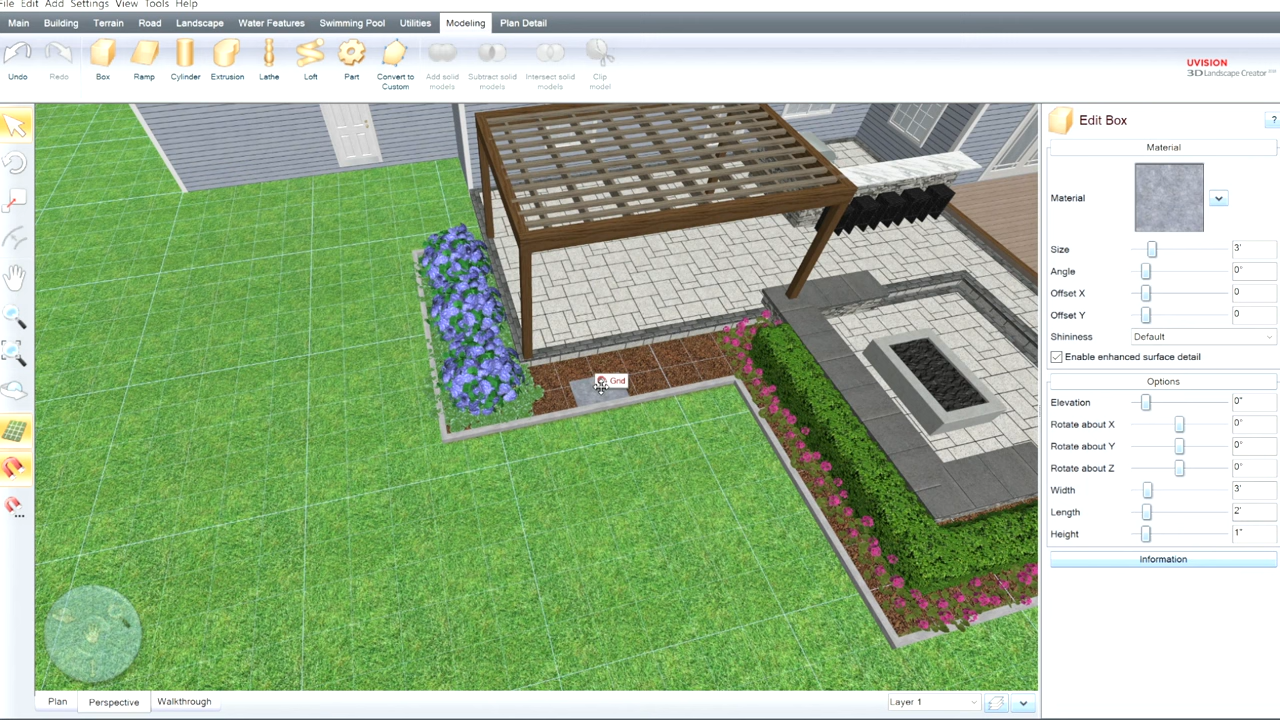 File Edit Add Settings View Tools Help
Main Building Terrain Road Landscape Water Features Swimming Pool Utilities Modeling Plan Detail
Undo Redo Box Ramp Cylinder Extrusion Lathe Loft Part Convert to Custom Add solid models Subtract solid models Intersect solid models Clip model
UVISION
3D Landscape Creator
Edit Box ?
Material
Material
Size 3'
Angle 0°
Offset X 0
Offset Y 0
Shininess Default
Enable enhanced surface detail
Options
Elevation 0"
Rotate about X 0°
Rotate about Y 0°
Rotate about Z 0°
Width 3'
Length 2'
Height 1"
Information
Gnd
Plan Perspective Walkthrough Layer 1